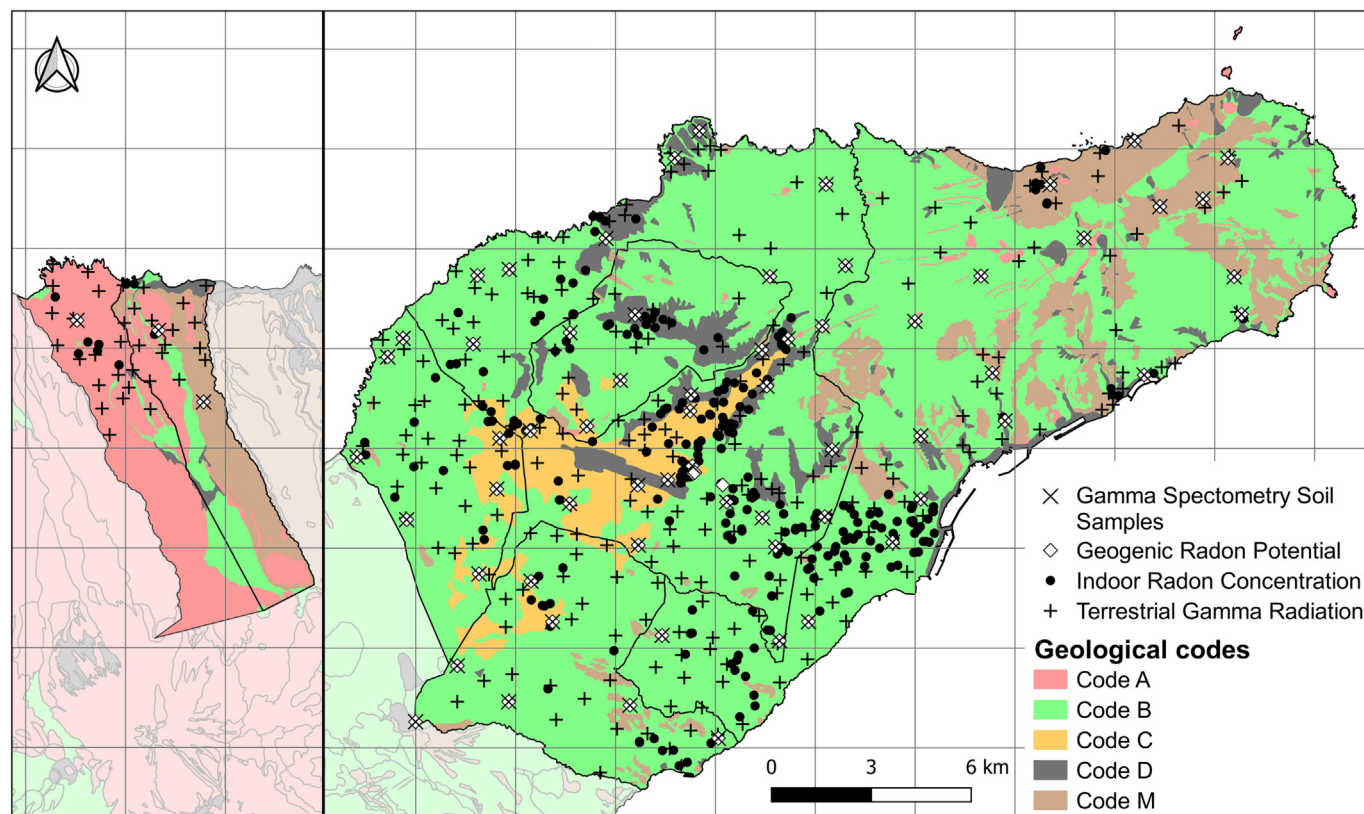 Gamma Spectometry Soil
Samples
Geogenic Radon Potential
Indoor Radon Concentration
Terrestrial Gamma Radiation
Geological codes
Code A
Code B
Code C
Code D
Code M
0 3 6 km